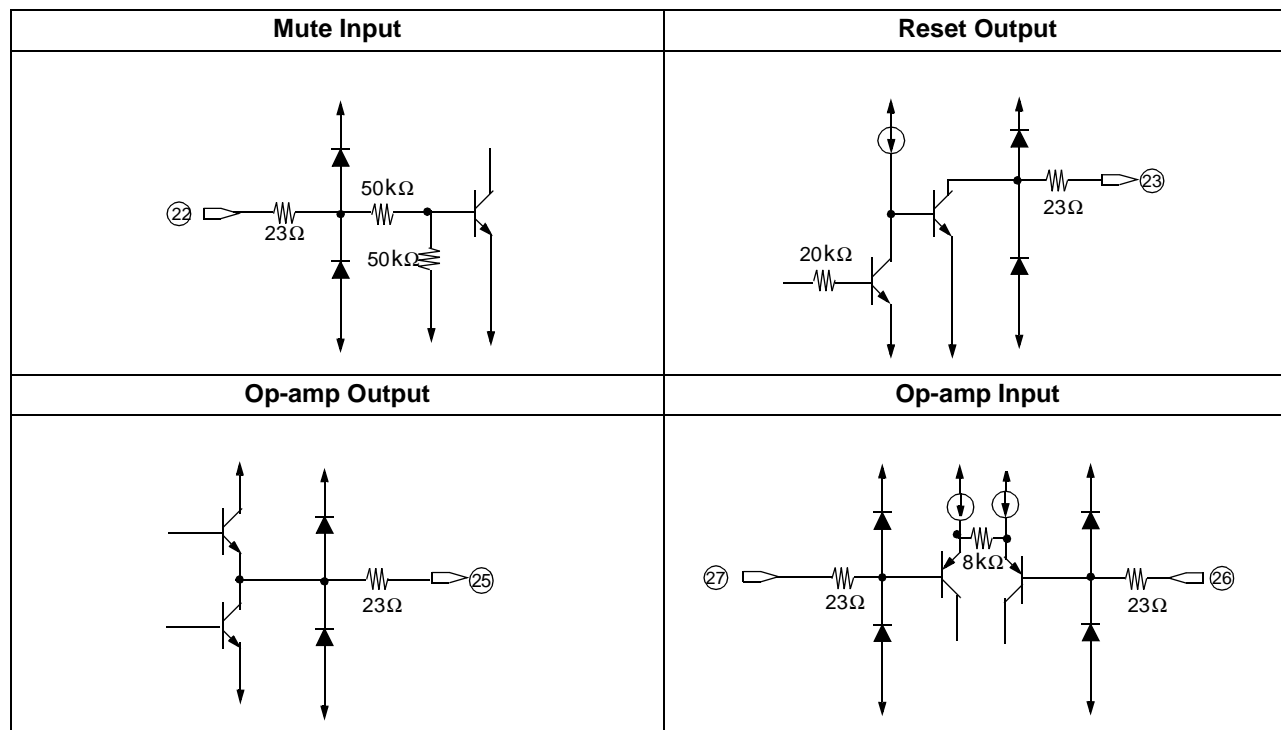 Mute Input
Reset Output
50kΩ
22
23Ω
50kΩ
23
23Ω
20kΩ
Op-amp Output
Op-amp Input
25
23Ω
8kΩ
27
26
23Ω
23Ω